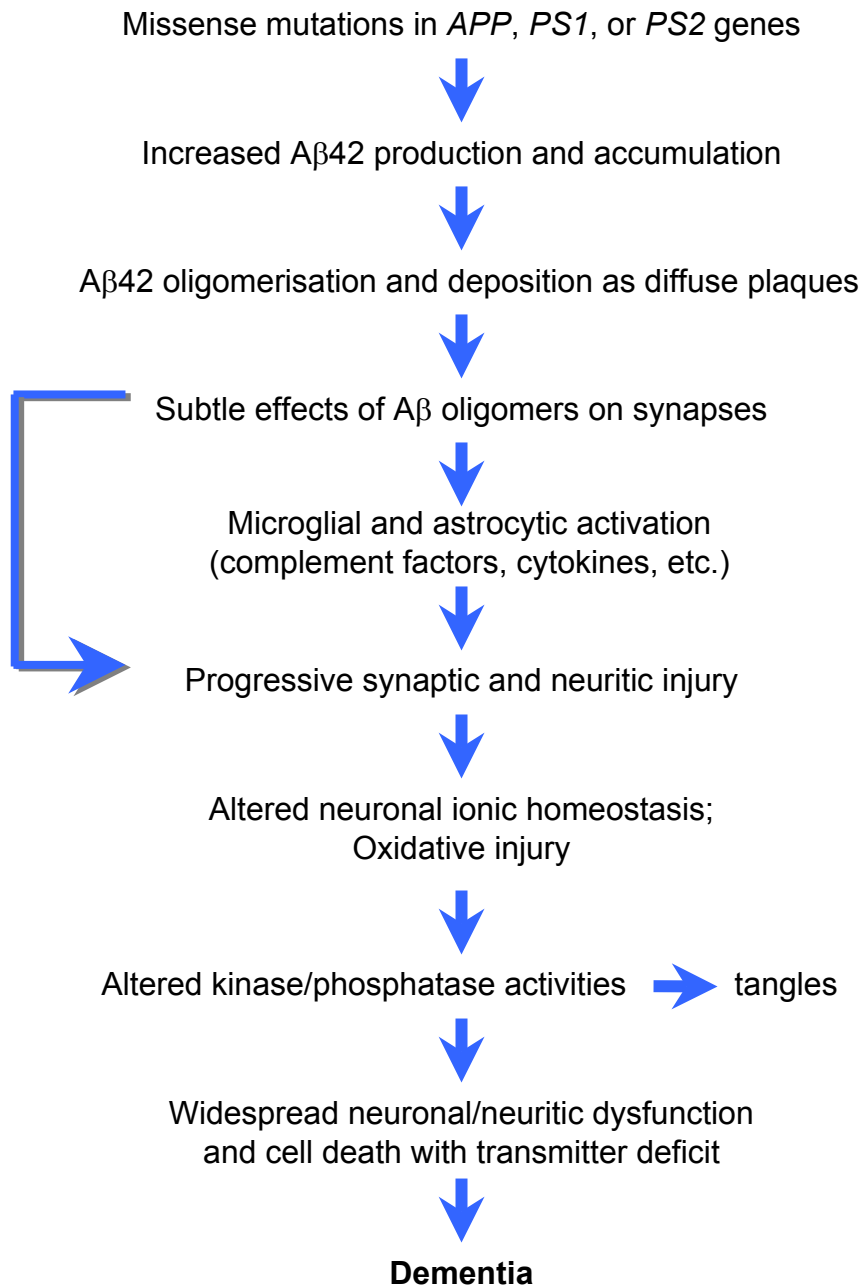 Missense mutations in APP, PS1, or PS2 genes
Increased Aβ42 production and accumulation
Aβ42 oligomerisation and deposition as diffuse plaques
Subtle effects of Aβ oligomers on synapses
Microglial and astrocytic activation
(complement factors, cytokines, etc.)
Progressive synaptic and neuritic injury
Altered neuronal ionic homeostasis;
Oxidative injury
Altered kinase/phosphatase activities tangles
Widespread neuronal/neuritic dysfunction
and cell death with transmitter deficit
Dementia